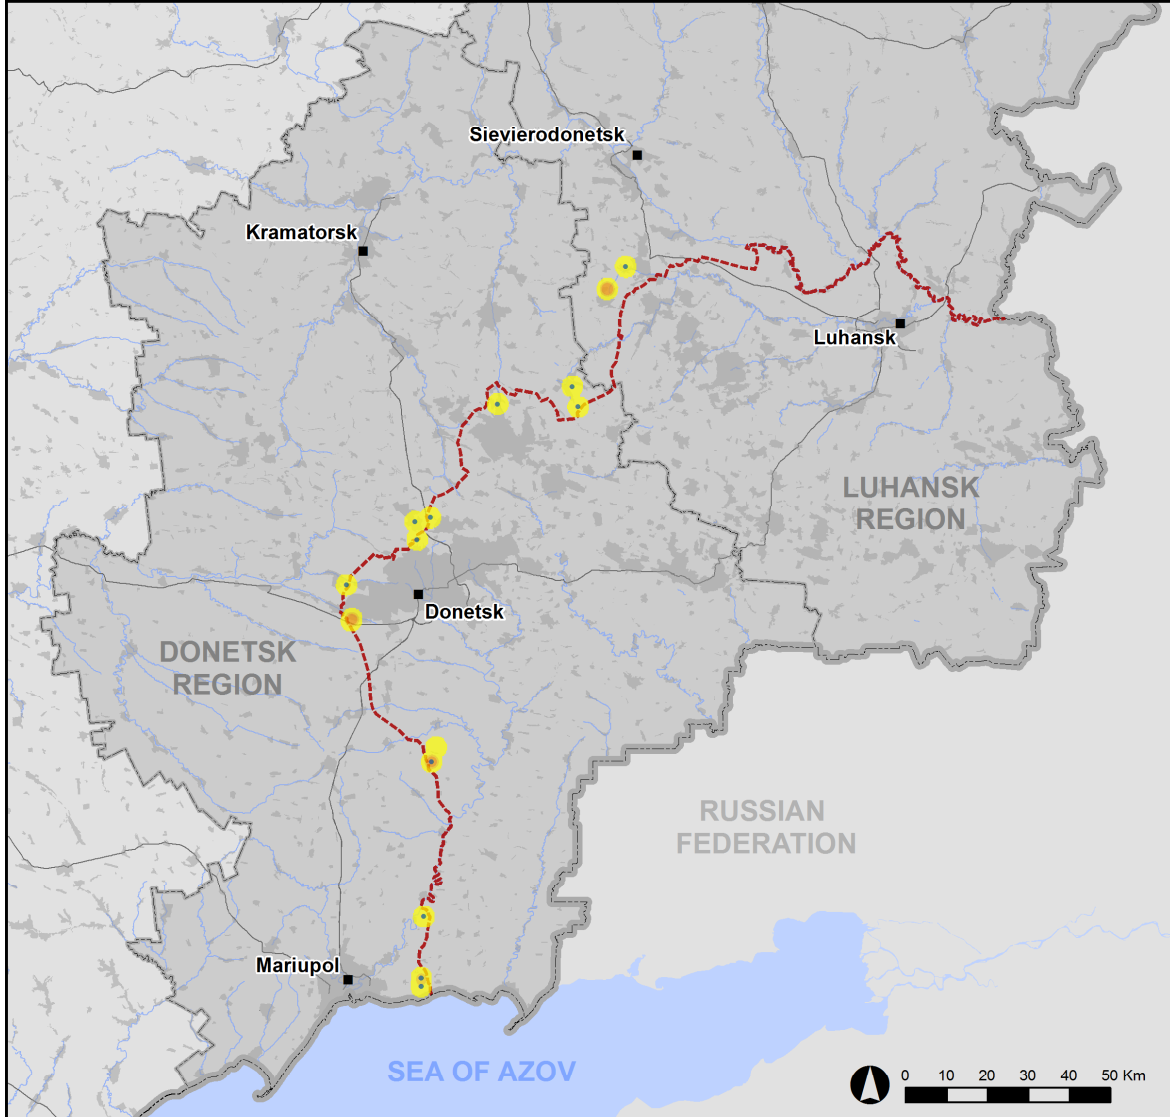 Sievierodonetsk
Kramatorsk
Luhansk
LUHANSK
REGION
Donetsk
DONETSK
REGION
RUSSIAN
FEDERATION
Mariupol
SEA OF AZOV
0 10 20 30 40 50 Km